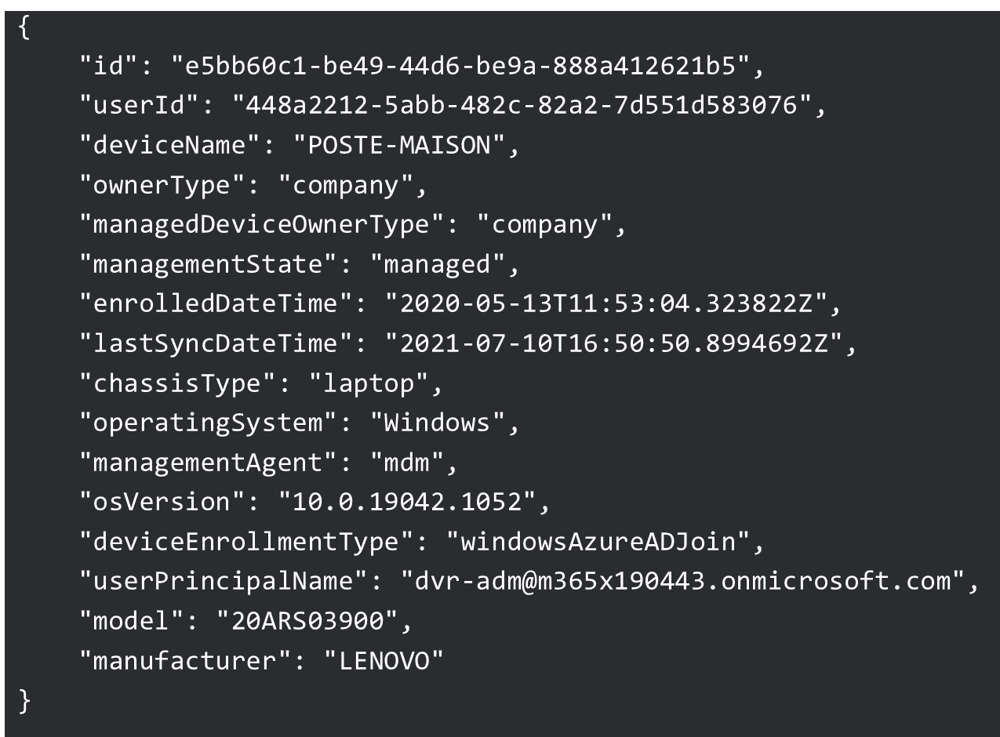 {
"id": "e5bb60c1-be49-44d6-be9a-888a412621b5",
"userId": "448a2212-5abb-482c-82a2-7d551d583076",
"deviceName": "POSTE-MAISON",
"ownerType": "company",
"managedDeviceOwnerType": "company",
"managementState": "managed",
"enrolledDateTime": "2020-05-13T11:53:04.323822Z",
"lastSyncDateTime": "2021-07-10T16:50:50.8994692Z",
"chassisType": "laptop",
"operatingSystem": "Windows",
"managementAgent": "mdm",
"osVersion": "10.0.19042.1052",
"deviceEnrollmentType": "windowsAzureADJoin",
"userPrincipalName": "dvr-adm@m365x190443.onmicrosoft.com",
"model": "20ARS03900",
"manufacturer": "LENOVO"
}